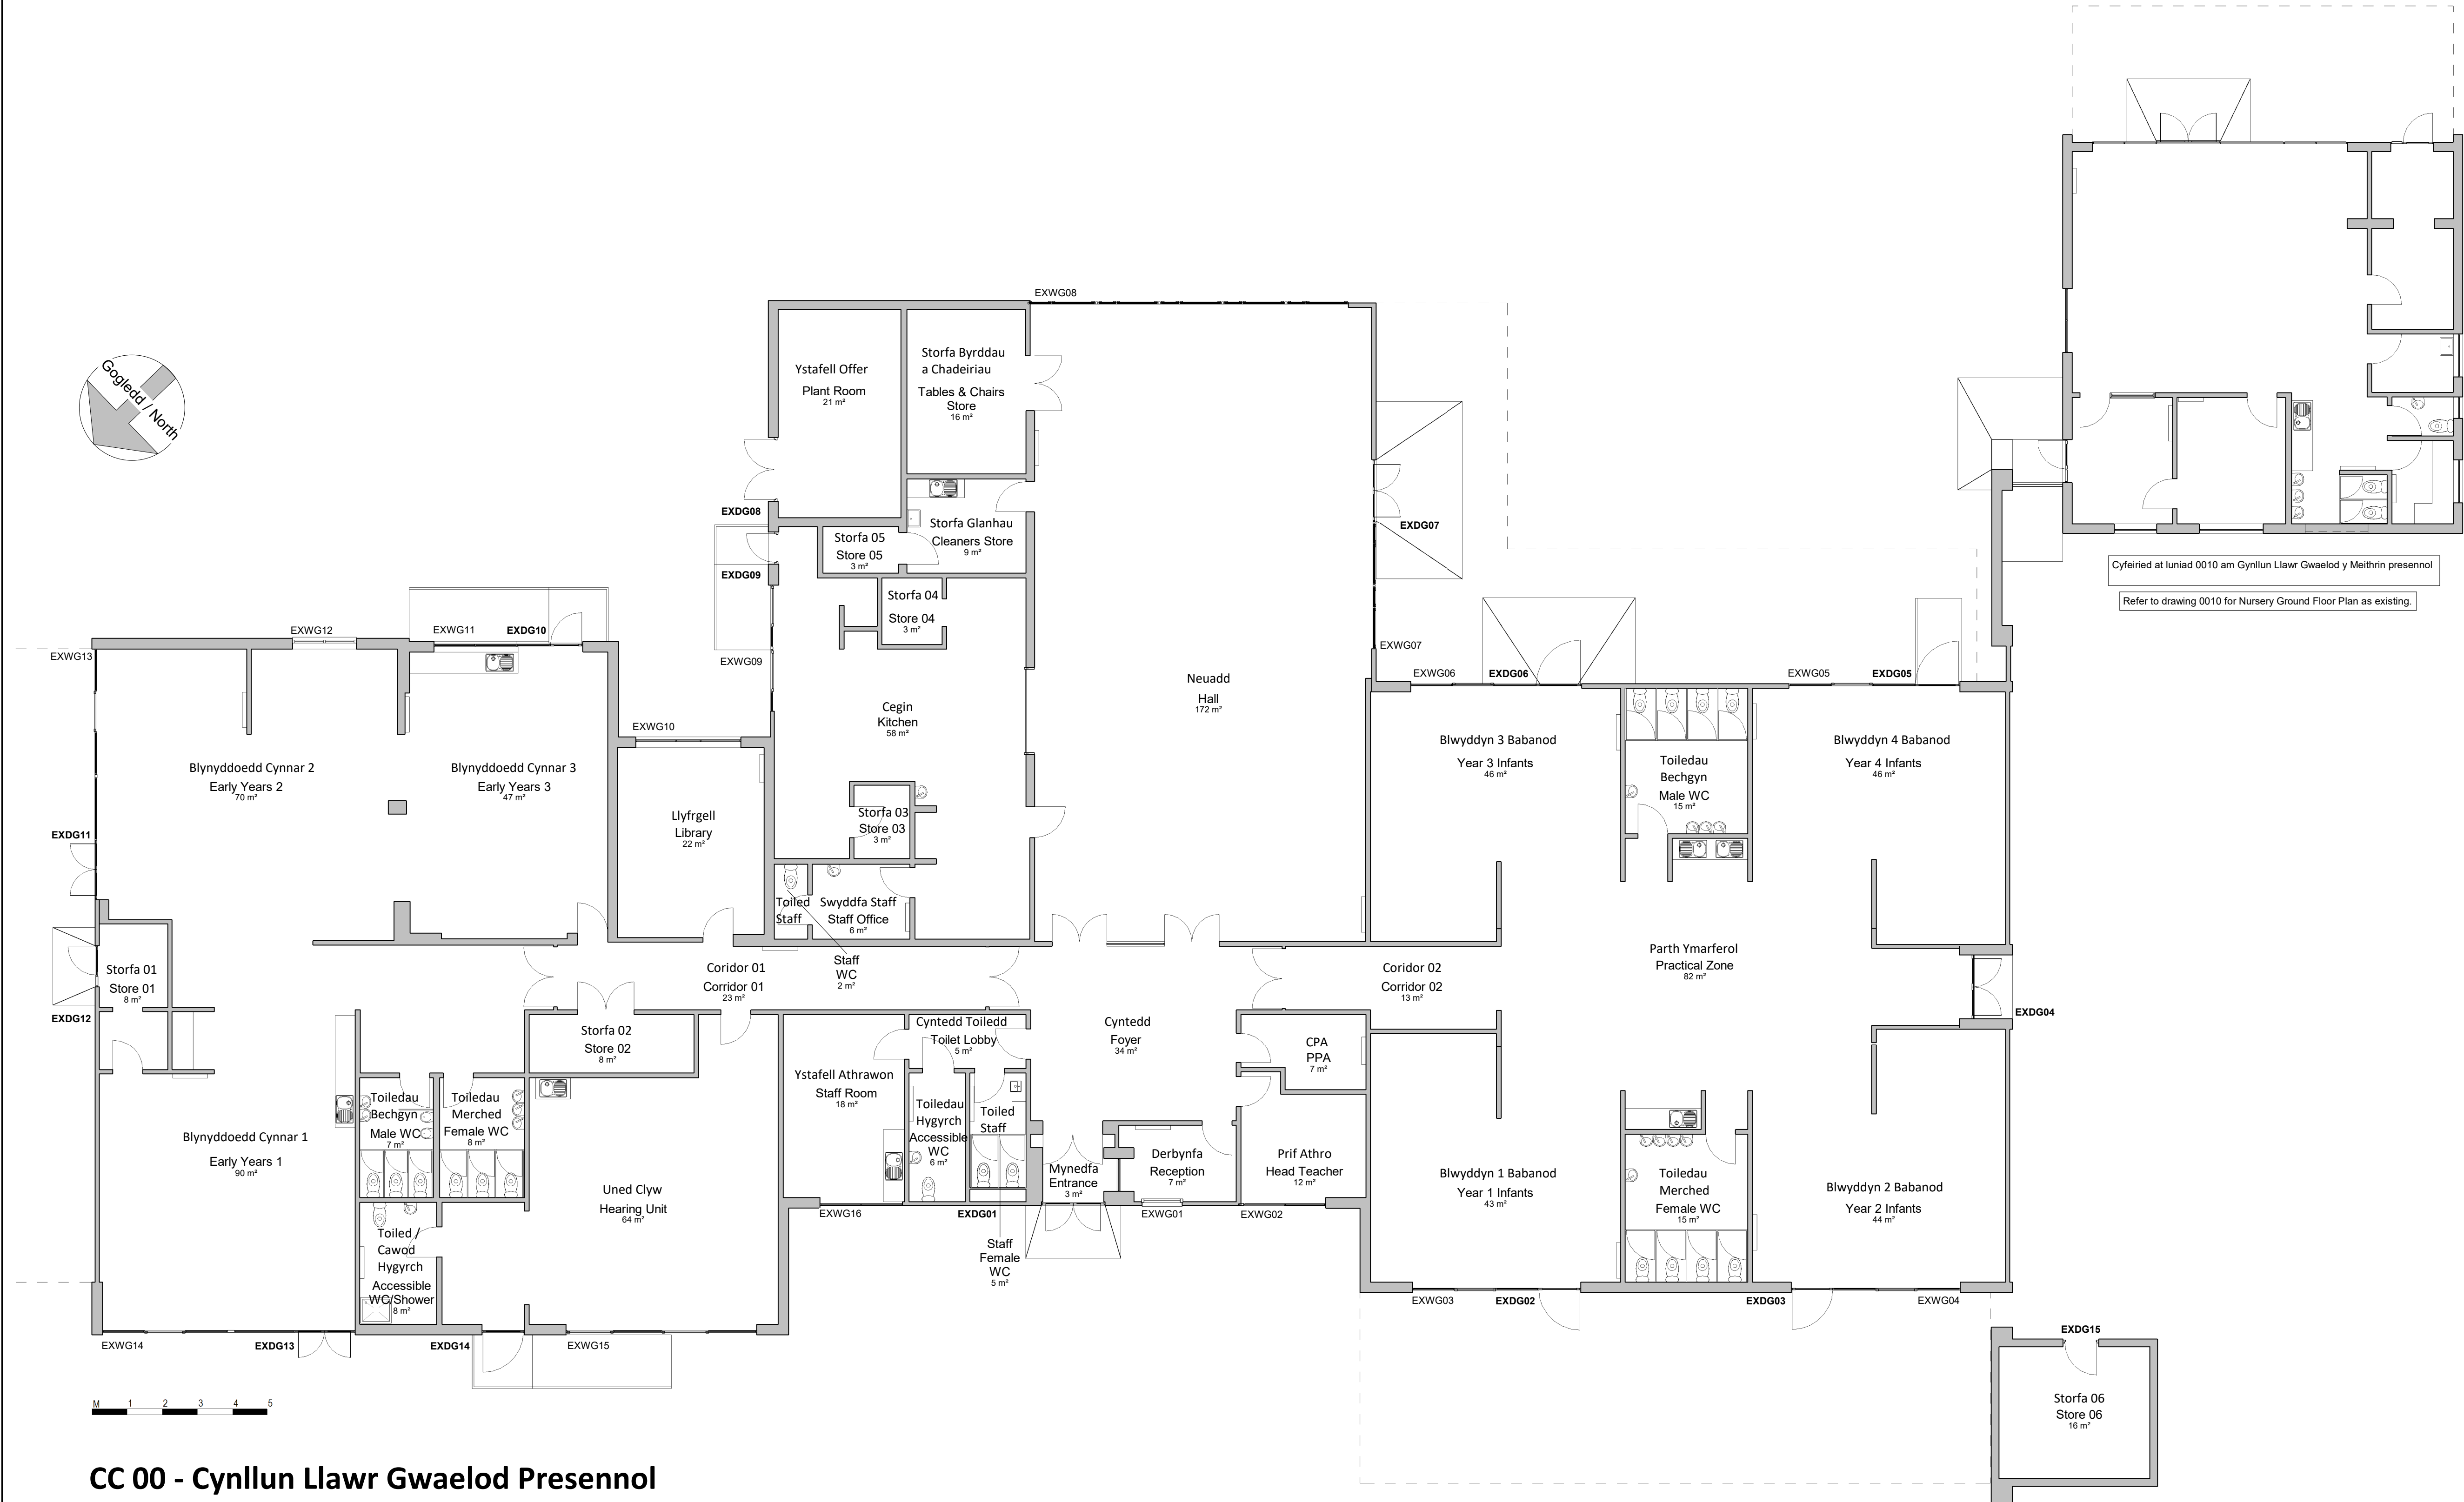 EXWG08
Gogledd / North
Ystafell Offer
Plant Room
21 m²
Storfa Byrddau
a Chadeiriau
Tables & Chairs
Store
16 m²
EXDG08
Storfa Glanhau
Cleaners Store
9 m²
Storfa 05
Store 05
3 m²
EXDG09
Storfa 04
Store 04
3 m²
EXDG07
Cyfeiried at luniad 0010 am Gynllun Llawr Gwaelod y Meithrin presennol
Refer to drawing 0010 for Nursery Ground Floor Plan as existing.
EXWG13
EXWG12
EXWG11
EXDG10
EXWG09
EXWG07
EXWG06
EXDG06
EXWG05
EXDG05
EXWG10
Neuadd
Hall
172 m²
Cegin
Kitchen
58 m²
Blynyddoedd Cynnar 2
Early Years 2
70 m²
Blynyddoedd Cynnar 3
Early Years 3
47 m²
Llyfrgell
Library
22 m²
Storfa 03
Store 03
3 m²
Blwyddyn 3 Babanod
Year 3 Infants
46 m²
Toiledau
Bechgyn
Male WC
15 m²
Blwyddyn 4 Babanod
Year 4 Infants
46 m²
EXDG11
Toiled
Staff
Swyddfa Staff
Staff Office
6 m²
Staff
WC
2 m²
Storfa 01
Store 01
8 m²
EXDG12
Coridor 01
Corridor 01
23 m²
Coridor 02
Corridor 02
13 m²
Parth Ymarferol
Practical Zone
82 m²
EXDG04
Storfa 02
Store 02
8 m²
Cyntedd Toiledd
Toilet Lobby
5 m²
Cyntedd
Foyer
34 m²
CPA
PPA
7 m²
Ystafell Athrawon
Staff Room
18 m²
Toiledau
Bechgyn
Male WC
7 m²
Toiledau
Merched
Female WC
8 m²
Toiledau
Hygyrch
Accessible
WC
6 m²
Toiled
Staff
Blynyddoedd Cynnar 1
Early Years 1
90 m²
Mynedfa
Entrance
3 m²
Derbynfa
Reception
7 m²
Prif Athro
Head Teacher
12 m²
Blwyddyn 1 Babanod
Year 1 Infants
43 m²
Toiledau
Merched
Female WC
15 m²
Blwyddyn 2 Babanod
Year 2 Infants
44 m²
Uned Clyw
Hearing Unit
64 m²
EXWG16
EXDG01
EXWG01
EXWG02
Toiled /
Cawod
Hygyrch
Accessible
WC/Shower
8 m²
Staff
Female
WC
5 m²
EXWG03
EXDG02
EXDG03
EXWG04
EXWG14
EXDG13
EXDG14
EXWG15
EXDG15
Storfa 06
Store 06
16 m²
M 1 2 3 4 5
CC 00 - Cynllun Llawr Gwaelod Presennol